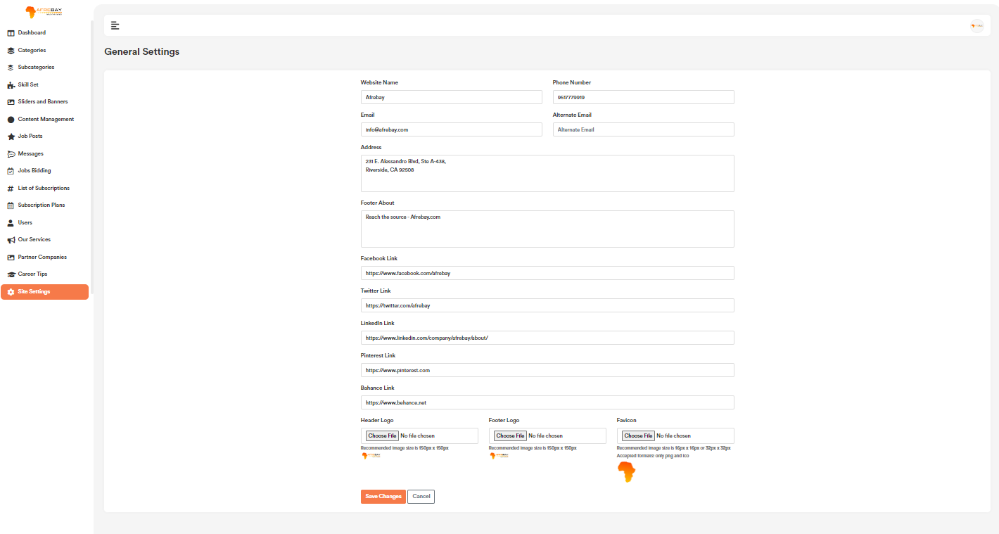 AFREBAY
Dashboard
Categories
Subcategories
Skill Set
Sliders and Banners
Content Management
Job Posts
Messages
Jobs Bidding
List of Subscriptions
Subscription Plans
Users
Our Services
Partner Companies
Career Tips
Site Settings
General Settings
Website Name
Phone Number
Afrebay
9517779919
Email
Alternate Email
info@afrebay.com
Alternate Email
Address
231 E. Alessandro Blvd, Ste A-438,
Riverside, CA 92508
Footer About
Reach the source - Afrebay.com
Facebook Link
https://www.facebook.com/afrebay
Twitter Link
https://twitter.com/afrebay
LinkedIn Link
https://www.linkedin.com/company/afrebay/about/
Pinterest Link
https://www.pinterest.com
Bahance Link
https://www.behance.net
Header Logo
Footer Logo
Favicon
Choose File No file chosen
Choose File No file chosen
Choose File No file chosen
Recommended image size is 150px x 150px
Recommended image size is 150px x 150px
Recommended image size is 16px x 16px or 32px x 32px
Accepted formats: only png and ico
AFREBAY
AFREBAY
Save Changes
Cancel